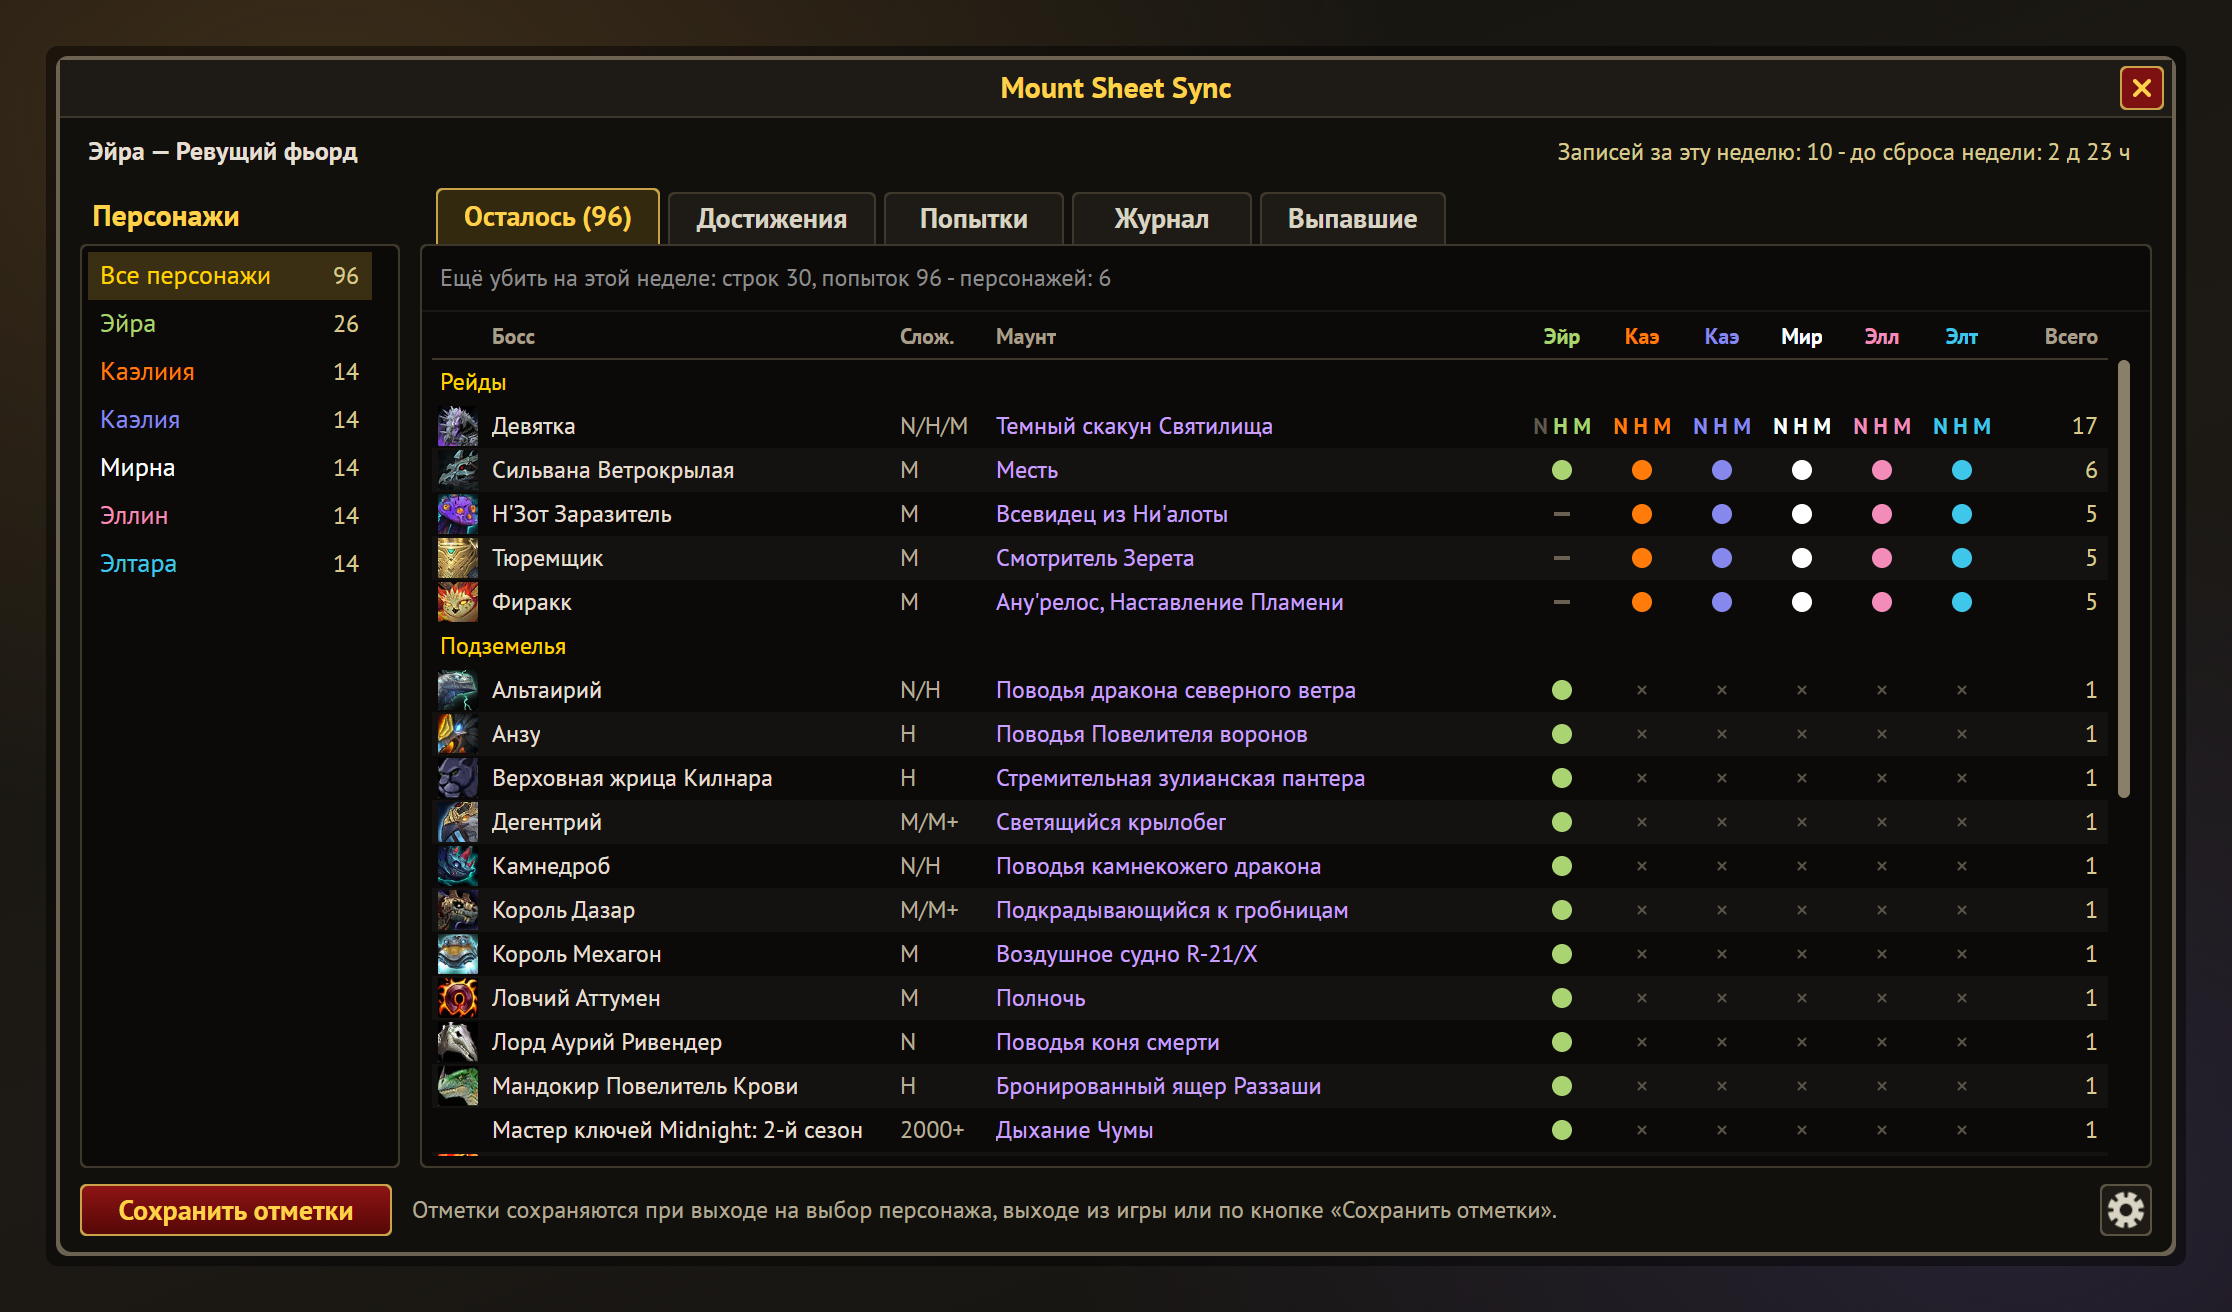 Mount Sheet Sync
Эйра — Ревущий фьорд
Записей за эту неделю: 10 - до сброса недели: 2 д 23 ч
Персонажи
Осталось (96)
Достижения
Попытки
Журнал
Выпавшие
Все персонажи 96
Эйра 26
Каэлиия 14
Каэлия 14
Мирна 14
Эллин 14
Элтара 14
Ещё убить на этой неделе: строк 30, попыток 96 - персонажей: 6
Босс Слож. Маунт Эйр Каэ Каэ Мир Элл Элт Всего
Рейды
Девятка N/H/M Темный скакун Святилища N H M N H M N H M N H M N H M N H M 17
Сильвана Ветрокрылая M Месть 6
Н'Зот Заразитель M Всевидец из Ни'алоты – 5
Тюремщик M Смотритель Зерета – 5
Фиракк M Ану'релос, Наставление Пламени – 5
Подземелья
Альтаирий N/H Поводья дракона северного ветра × × × × × 1
Анзу H Поводья Повелителя воронов × × × × × 1
Верховная жрица Килнара H Стремительная зулианская пантера × × × × × 1
Дегентрий M/M+ Светящийся крылобег × × × × × 1
Камнедроб N/H Поводья камнекожего дракона × × × × × 1
Король Дазар M/M+ Подкрадывающийся к гробницам × × × × × 1
Король Мехагон M Воздушное судно R-21/X × × × × × 1
Ловчий Аттумен M Полночь × × × × × 1
Лорд Аурий Ривендер N Поводья коня смерти × × × × × 1
Мандокир Повелитель Крови H Бронированный ящер Раззаши × × × × × 1
Мастер ключей Midnight: 2-й сезон 2000+ Дыхание Чумы × × × × × 1
Сохранить отметки
Отметки сохраняются при выходе на выбор персонажа, выходе из игры или по кнопке «Сохранить отметки».